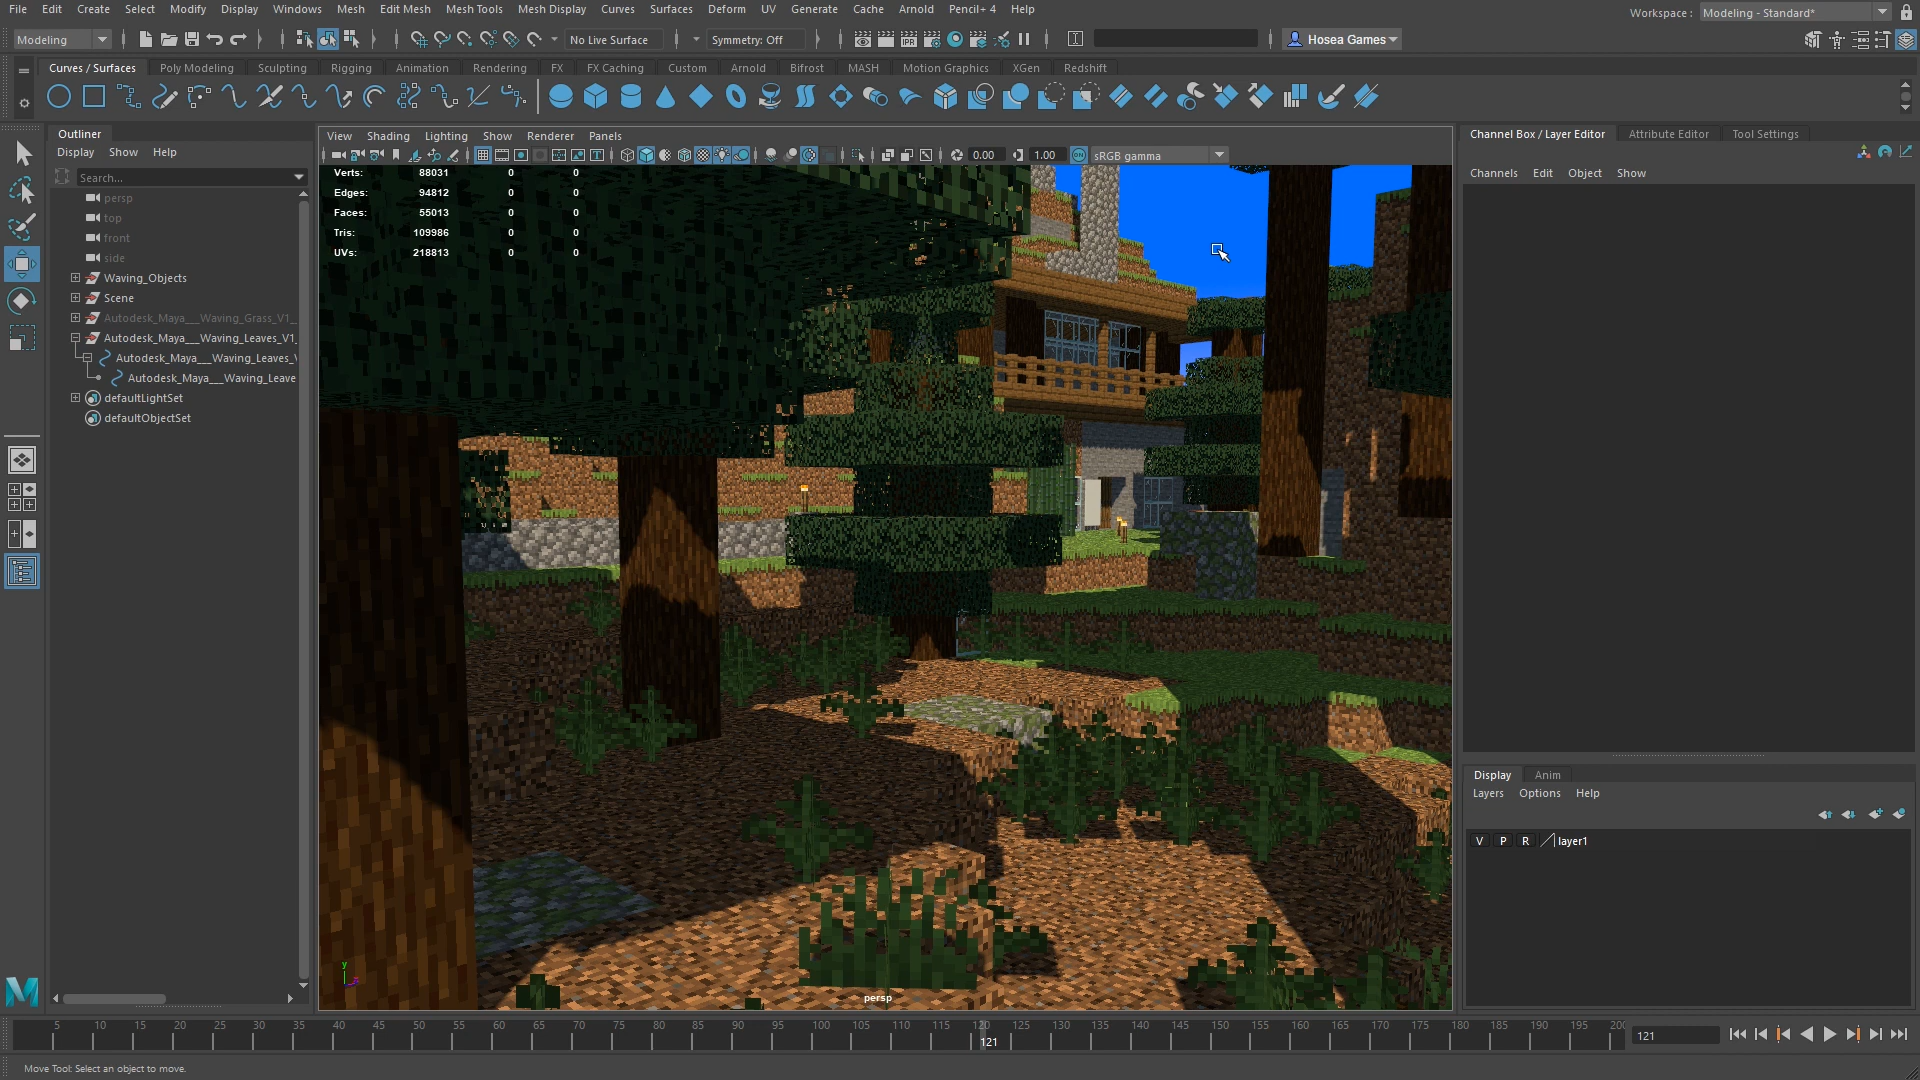 File Edit Create Select Modify Display Windows Mesh Edit Mesh Mesh Tools Mesh Display Curves Surfaces Deform UV Generate Cache Arnold Pencil+ 4 Help
Workspace : Modeling - Standard*
Modeling
No Live Surface
Symmetry: Off
IPR
Hosea Games
Curves / Surfaces Poly Modeling Sculpting Rigging Animation Rendering FX FX Caching Custom Arnold Bifrost MASH Motion Graphics XGen Redshift
Outliner
Display Show Help
Search...
persp
top
front
side
Waving_Objects
Scene
Autodesk_Maya___Waving_Grass_V1_
Autodesk_Maya___Waving_Leaves_V1_
Autodesk_Maya___Waving_Leaves_V
Autodesk_Maya___Waving_Leave
defaultLightSet
defaultObjectSet
View Shading Lighting Show Renderer Panels
0.00 1.00 ON sRGB gamma
Verts: 88031 0 0
Edges: 94812 0 0
Faces: 55013 0 0
Tris: 109986 0 0
UVs: 218813 0 0
y
persp
Channel Box / Layer Editor Attribute Editor Tool Settings
Channels Edit Object Show
Display Anim
Layers Options Help
V P R layer1
5 10 15 20 25 30 35 40 45 50 55 60 65 70 75 80 85 90 95 100 105 110 115 120 125 130 135 140 145 150 155 160 165 170 175 180 185 190 195 200
121
121
Move Tool: Select an object to move.
M